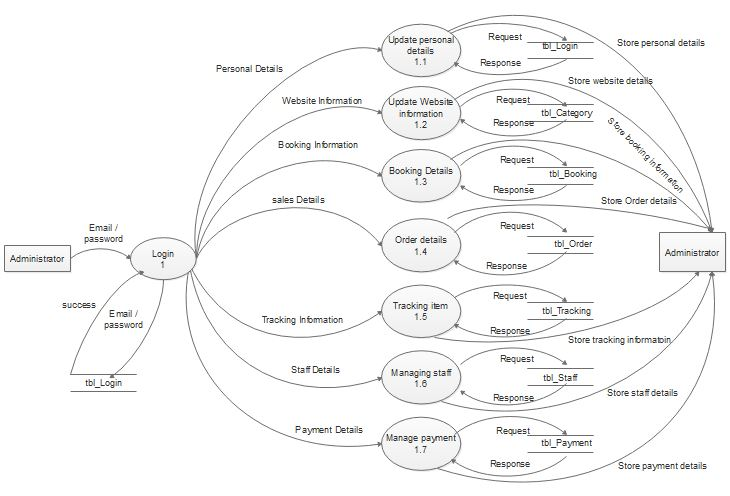 Update personal
details
1.1
Request
tbl_Login
Response
Store personal details
Personal Details
Store website details
Website Information
Update Website
information
1.2
Request
tbl_Category
Response
Store booking information
Booking Information
Booking Details
1.3
Request
tbl_Booking
Response
sales Details
Store Order details
Order details
1.4
Request
tbl_Order
Response
Email /
password
Administrator
Login
1
Administrator
success
Email /
password
tbl_Login
Tracking Information
Tracking item
1.5
Request
tbl_Tracking
Response
Store tracking informatoin
Staff Details
Managing staff
1.6
Request
tbl_Staff
Response
Store staff details
Payment Details
Manage payment
1.7
Request
tbl_Payment
Response
Store payment details